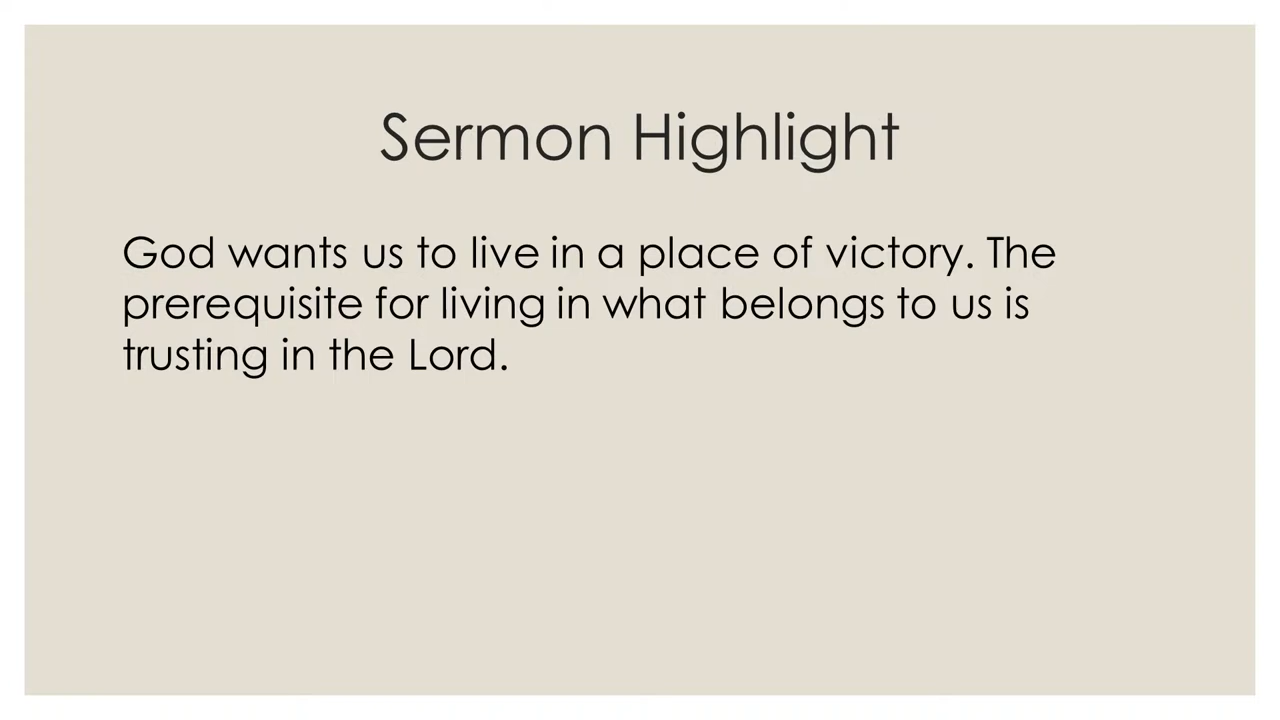 Sermon Highlight
God wants us to live in a place of victory. The
prerequisite for living in what belongs to us is
trusting in the Lord.